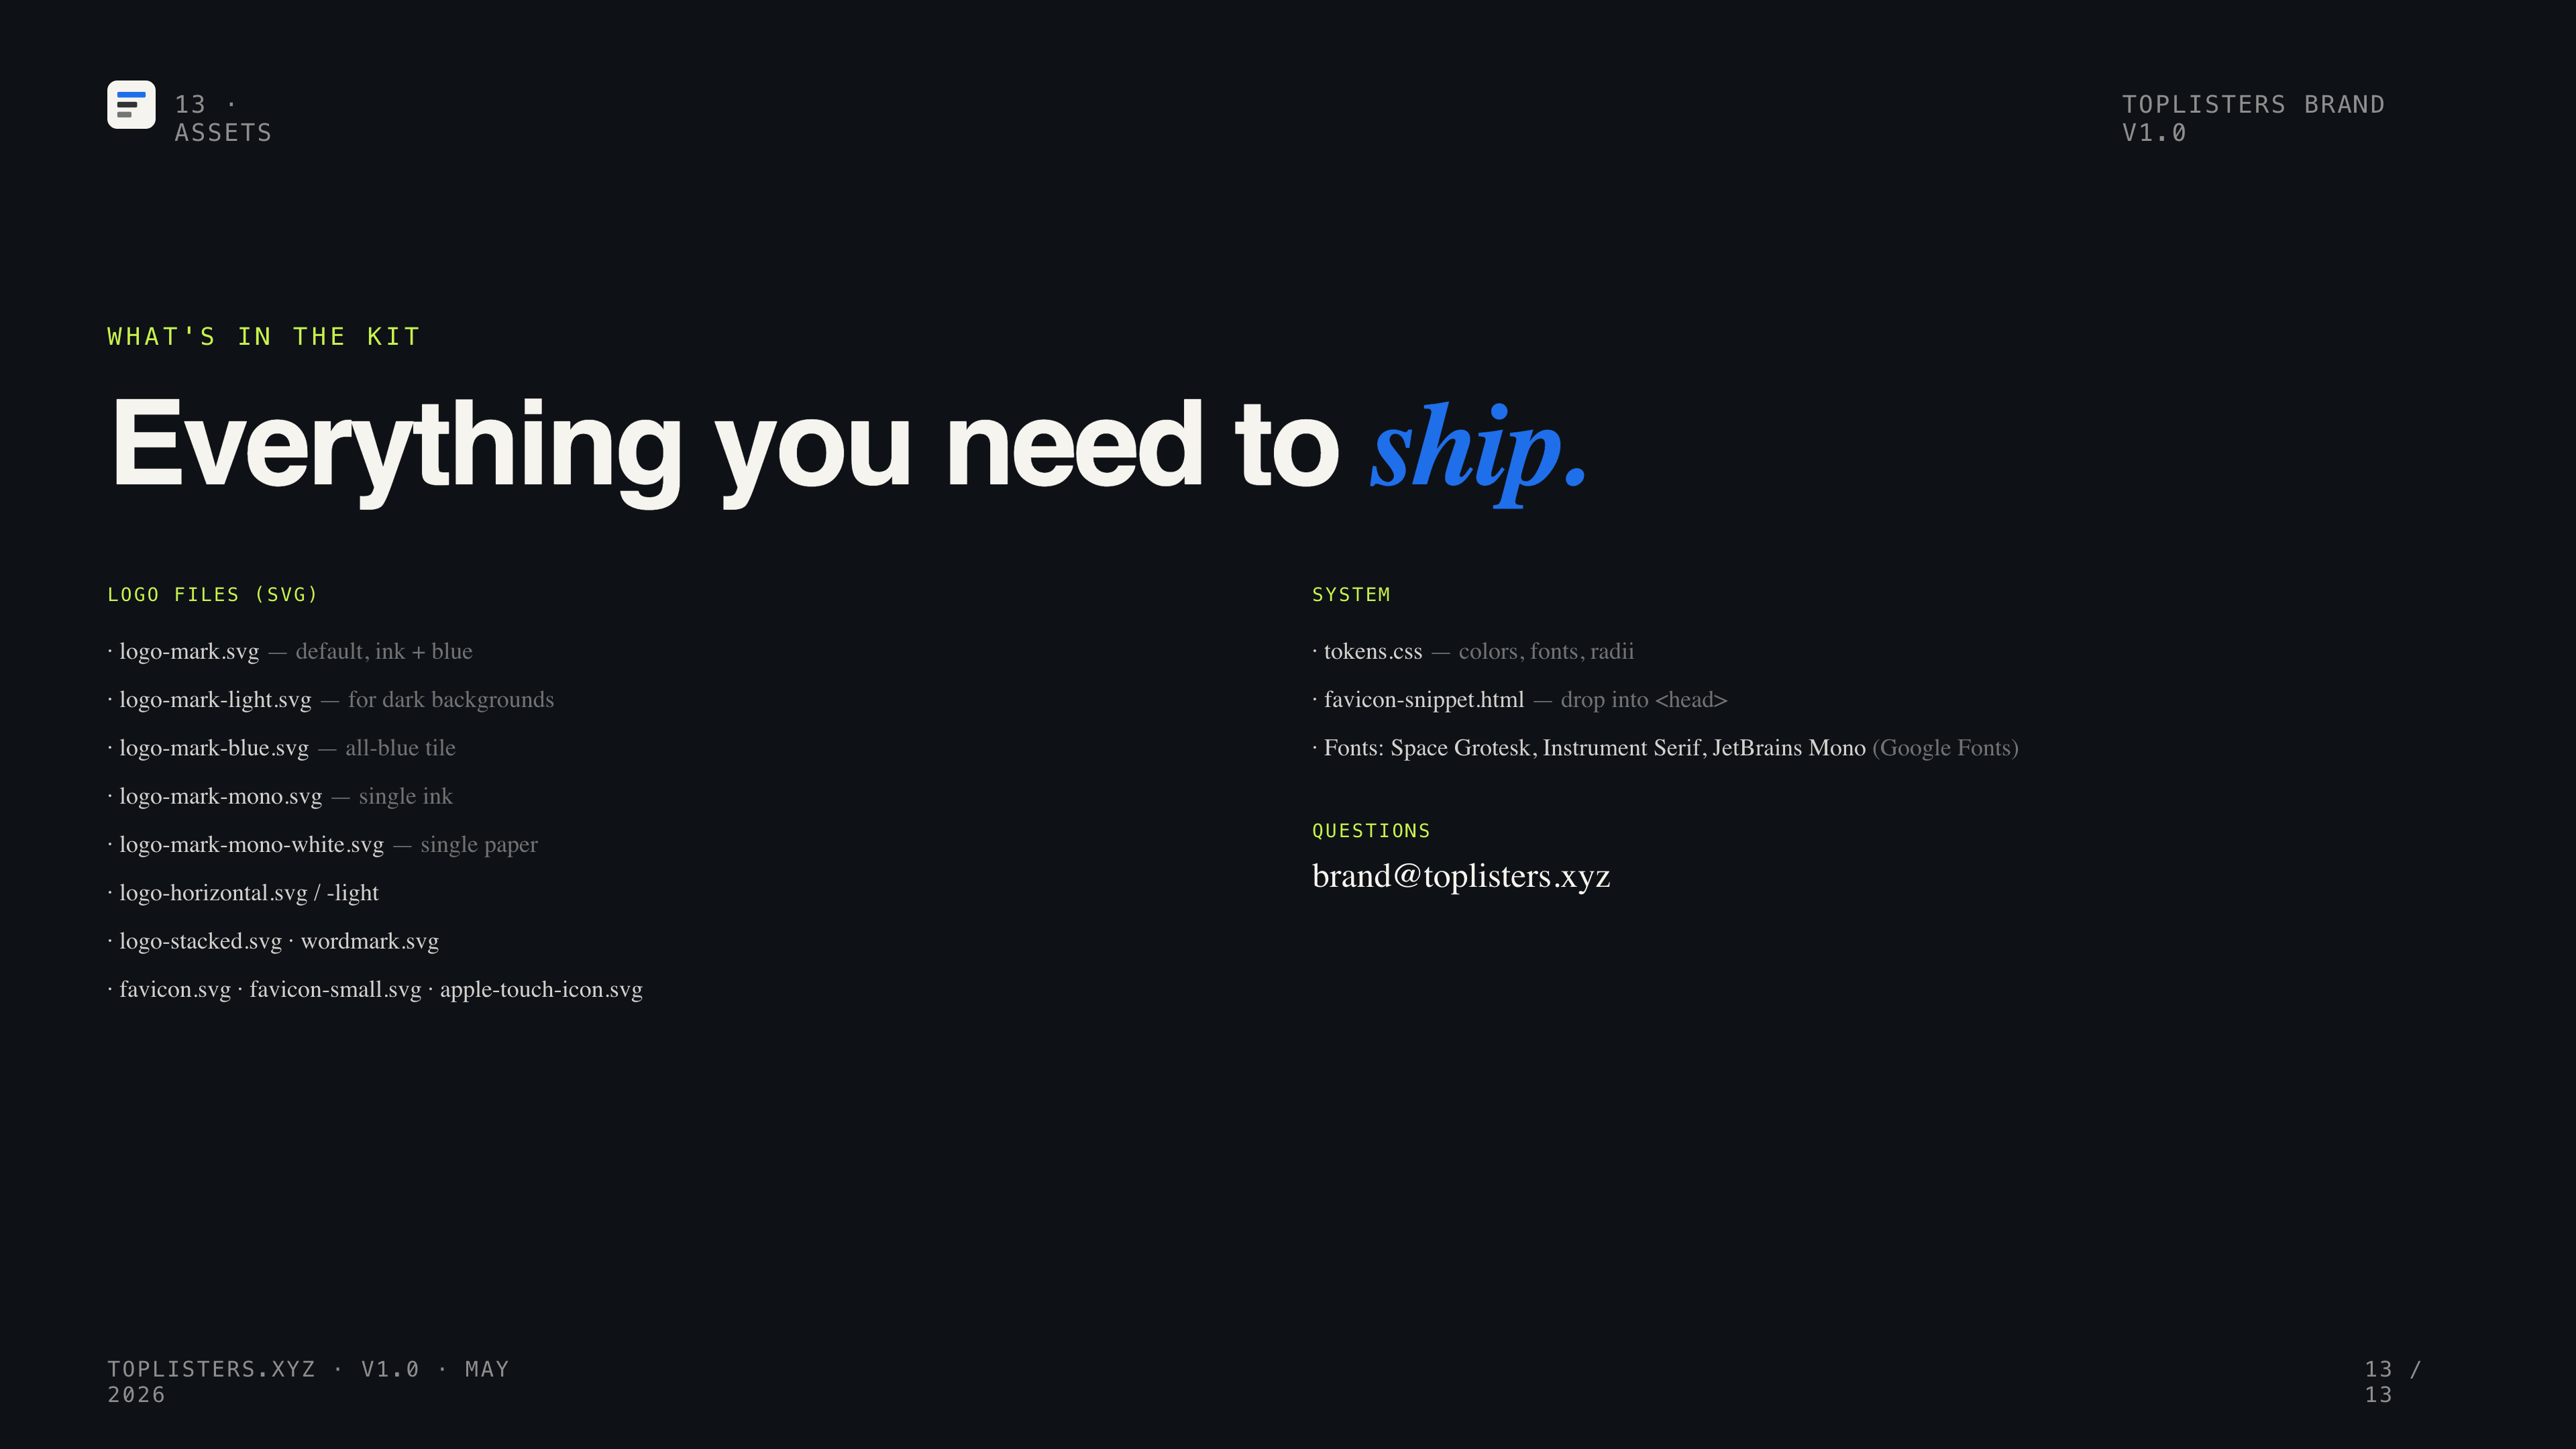 13 ·
ASSETS
TOPLISTERS BRAND
V1.0
WHAT'S IN THE KIT
Everything you need to ship.
LOGO FILES (SVG)
· logo-mark.svg — default, ink + blue
· logo-mark-light.svg — for dark backgrounds
· logo-mark-blue.svg — all-blue tile
· logo-mark-mono.svg — single ink
· logo-mark-mono-white.svg — single paper
· logo-horizontal.svg / -light
· logo-stacked.svg · wordmark.svg
· favicon.svg · favicon-small.svg · apple-touch-icon.svg
SYSTEM
· tokens.css — colors, fonts, radii
· favicon-snippet.html — drop into <head>
· Fonts: Space Grotesk, Instrument Serif, JetBrains Mono (Google Fonts)
QUESTIONS
brand@toplisters.xyz
TOPLISTERS.XYZ · V1.0 · MAY
2026
13 /
13